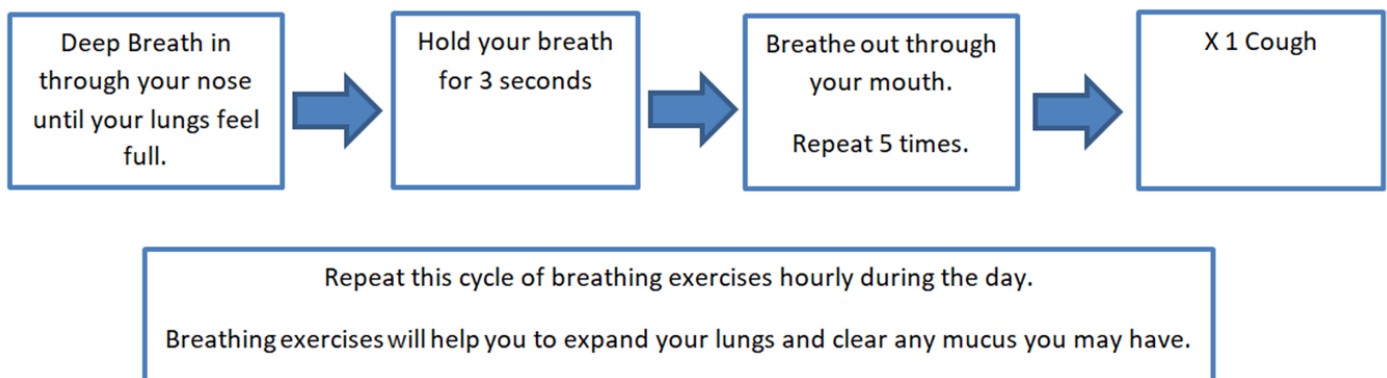 Deep Breath in
through your nose
until your lungs feel
full.
Hold your breath
for 3 seconds
Breathe out through
your mouth.
Repeat 5 times.
X 1 Cough
Repeat this cycle of breathing exercises hourly during the day.
Breathing exercises will help you to expand your lungs and clear any mucus you may have.